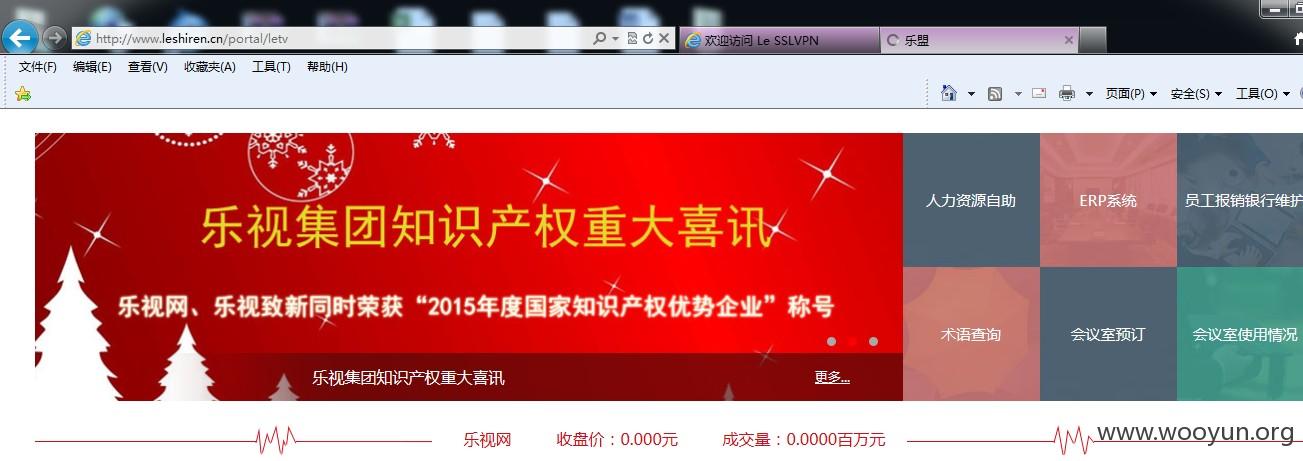 http://www.leshiren.cn/portal/letv
欢迎访问 Le SSLVPN
乐盟
文件(F) 编辑(E) 查看(V) 收藏夹(A) 工具(T) 帮助(H)
页面(P) 安全(S) 工具(O)
乐视集团知识产权重大喜讯
乐视网、乐视致新同时荣获“2015年度国家知识产权优势企业”称号
乐视集团知识产权重大喜讯 更多...
人力资源自助 ERP系统 员工报销银行维护
术语查询 会议室预订 会议室使用情况
乐视网 收盘价：0.000元 成交量：0.0000百万元
www.wooyun.org